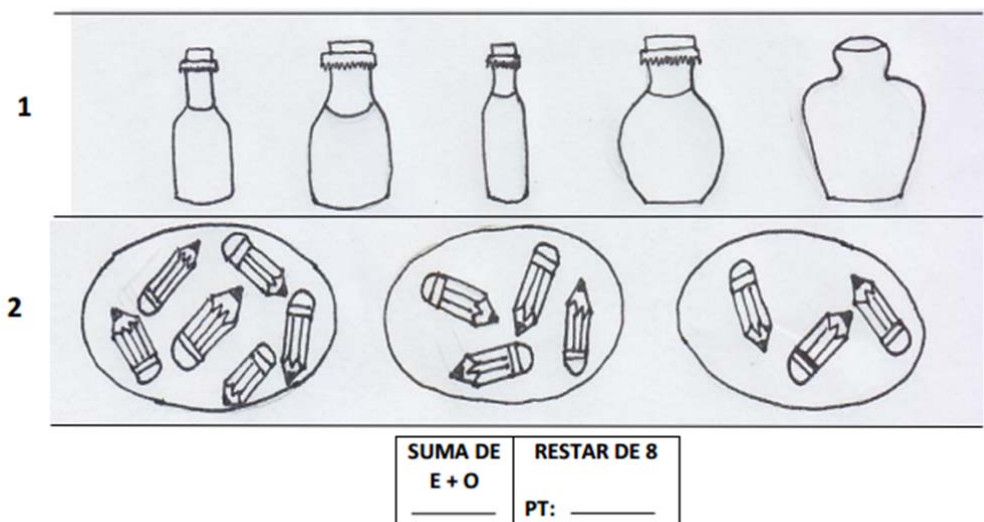 1
2
SUMA DE
E + O
RESTAR DE 8
PT: